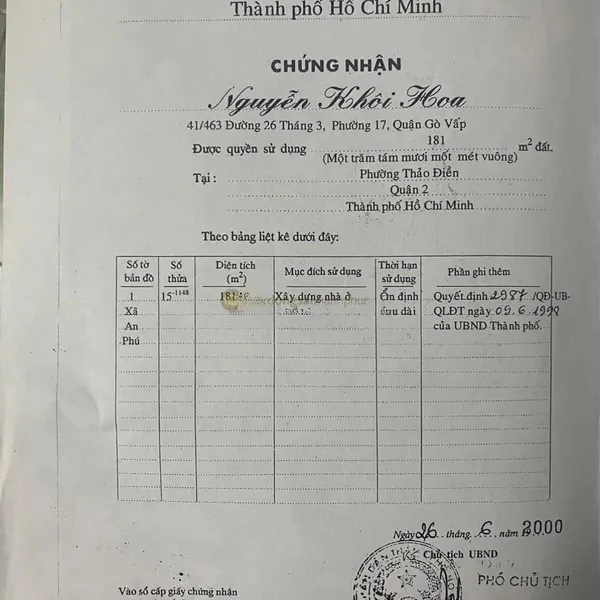 Thành phố Hồ Chí Minh
CHỨNG NHẬN
Nguyễn Khôi Hoa
41/463 Đường 26 Tháng 3, Phường 17, Quận Gò Vấp
Được quyền sử dụng 181 m² đất.
(Một trăm tám mươi mốt mét vuông)
Tại : Phường Thảo Điền
Quận 2
Thành phố Hồ Chí Minh
Theo bảng liệt kê dưới đây:
Số tờ bản đồ Số thửa Diện tích (m²) Mục đích sử dụng Thời hạn sử dụng Phần ghi thêm
1 15-1148 181 Xây dựng nhà ở Ổn định Quyết định 2987/QĐ-UB-
Xã lâu dài QLĐT ngày 09.6.1998
An của UBND Thành phố.
Phú
Ngày 26 tháng 6 năm 2000
Chủ tịch UBND
PHÓ CHỦ TỊCH
Vào sổ cấp giấy chứng nhận